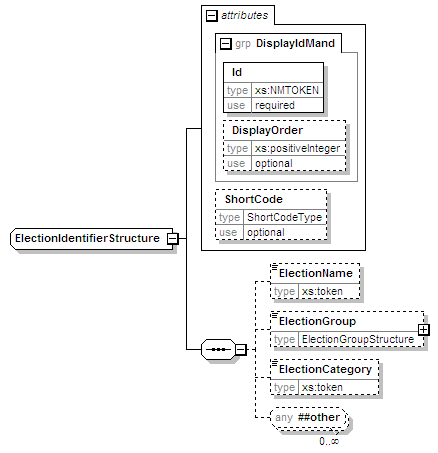 attributes
grp DisplayIdMand
Id
type xs:NMTOKEN
use required
DisplayOrder
type xs:positiveInteger
use optional
ShortCode
type ShortCodeType
use optional
ElectionIdentifierStructure
ElectionName
type xs:token
ElectionGroup
type ElectionGroupStructure
ElectionCategory
type xs:token
any ##other
0..∞